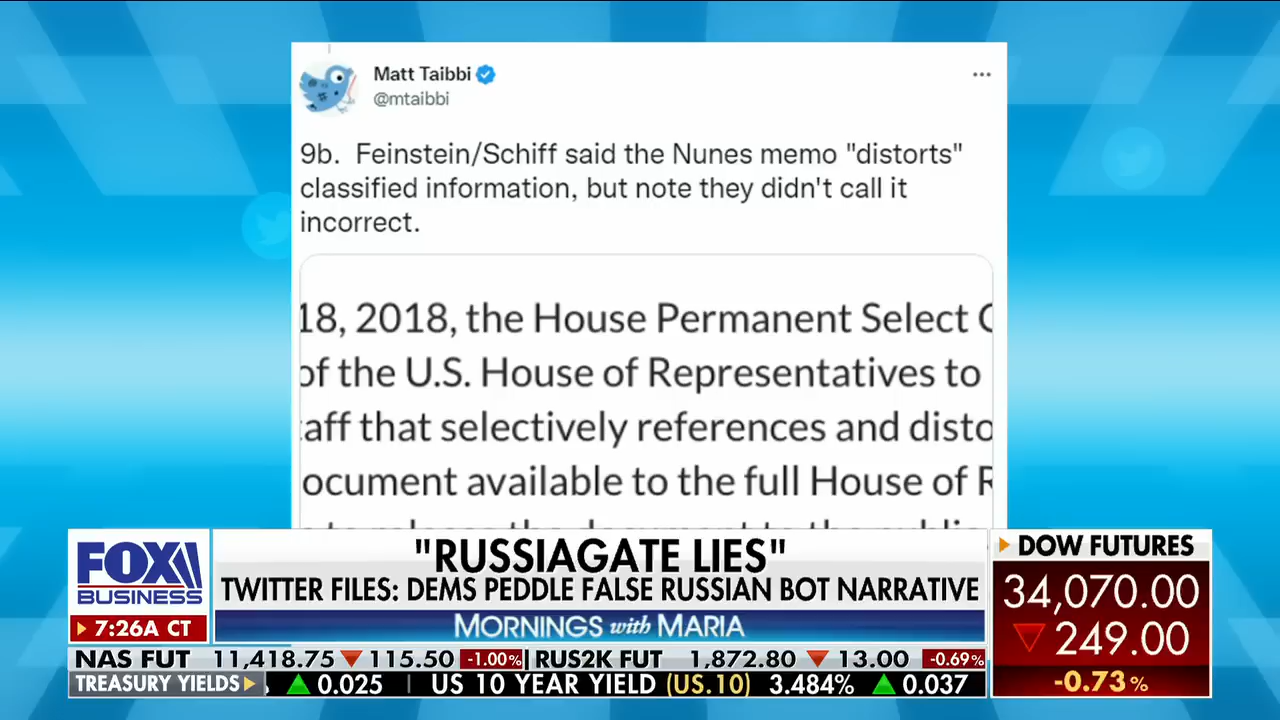 Matt Taibbi
@mtaibbi
9b. Feinstein/Schiff said the Nunes memo "distorts"
classified information, but note they didn't call it
incorrect.
18, 2018, the House Permanent Select
of the U.S. House of Representatives to
aff that selectively references and disto
ocument available to the full House of
"RUSSIAGATE LIES"
TWITTER FILES: DEMS PEDDLE FALSE RUSSIAN BOT NARRATIVE
MORNINGS with MARIA
FOX
BUSINESS
7:26A CT
DOW FUTURES
34,070.00
249.00
-0.73%
NAS FUT 11,418.75 115.50 -1.00% RUS2K FUT 1,872.80 13.00 -0.69%
TREASURY YIELDS 0.025 US 10 YEAR YIELD (US.10) 3.484% 0.037